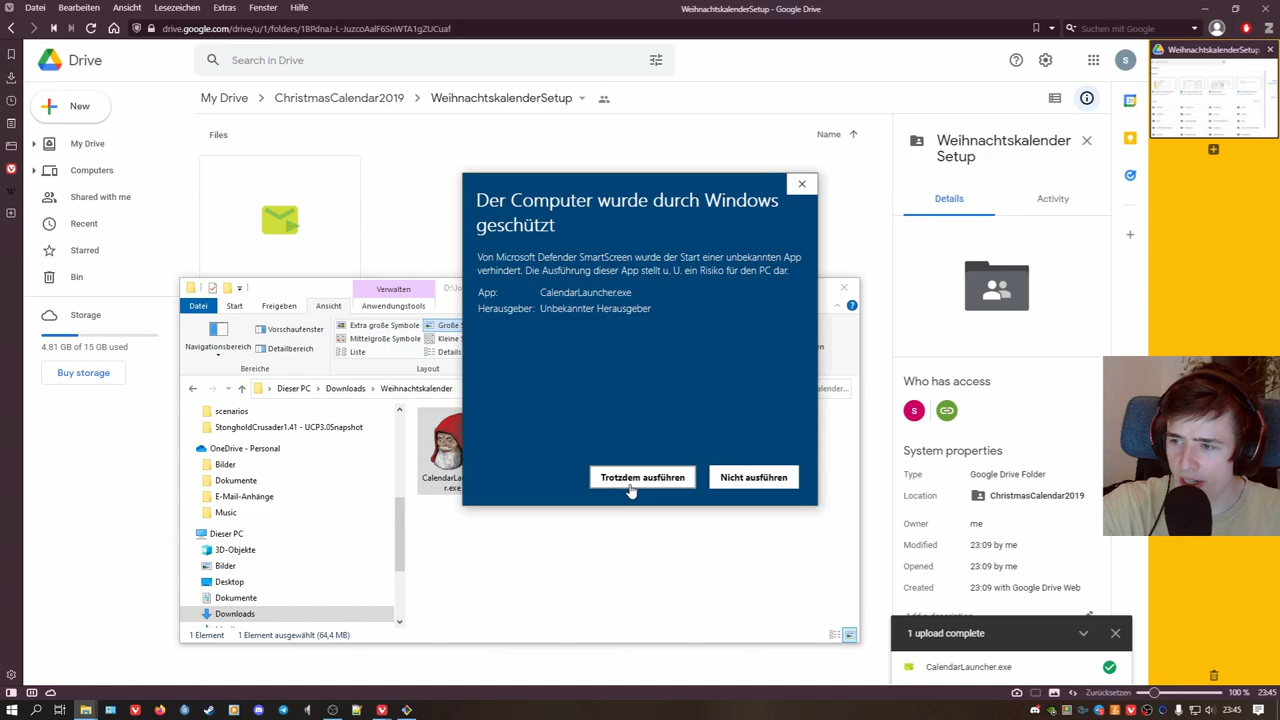 Datei Bearbeiten Ansicht Lesezeichen Extras Fenster Hilfe
WeihnachtskalenderSetup - Google Drive
drive.google.com/drive/u/1/folders/1BPdnaJ-L-JuzcoAalF6SnWT0BWyCa1gZUCuaf
Suchen mit Google
Drive
Search in Drive
WeihnachtskalenderSetup
New
My Drive
Computers
Shared with me
Recent
Starred
Bin
Storage
4.81 GB of 15 GB used
Buy storage
My Drive
ChristmasCalendar2019
WeihnachtskalenderSetup
Files
Name
Der Computer wurde durch Windows
geschützt
Von Microsoft Defender SmartScreen wurde der Start einer unbekannten App
verhindert. Die Ausführung dieser App stellt u. U. ein Risiko für den PC dar.
App: CalendarLauncher.exe
Herausgeber: Unbekannter Herausgeber
Trotzdem ausführen
Nicht ausführen
Verwalten
Datei Start Freigeben Ansicht Anwendungstools
Navigationsbereich
Vorschaufenster
Detailbereich
Bereiche
Extra große Symbole
Mittelgroße Symbole
Liste
Große S
Kleine S
Details
Layout
Dieser PC
Downloads
Weihnachtskalender
scenarios
StrongholdCrusader1.41 - UCP3.0Snapshot
OneDrive - Personal
Bilder
Dokumente
E-Mail-Anhänge
Music
Dieser PC
3D-Objekte
Bilder
Desktop
Dokumente
Downloads
CalendarLaunche
r.exe
1 Element
1 Element ausgewählt (64,4 MB)
Weihnachtskalender
Setup
Details
Activity
Who has access
S
System properties
Type Google Drive Folder
Location ChristmasCalendar2019
Owner me
Modified 23:09 by me
Opened 23:09 by me
Created 23:09 with Google Drive Web
1 upload complete
CalendarLauncher.exe
Zurücksetzen
100 %
23:45
23:45